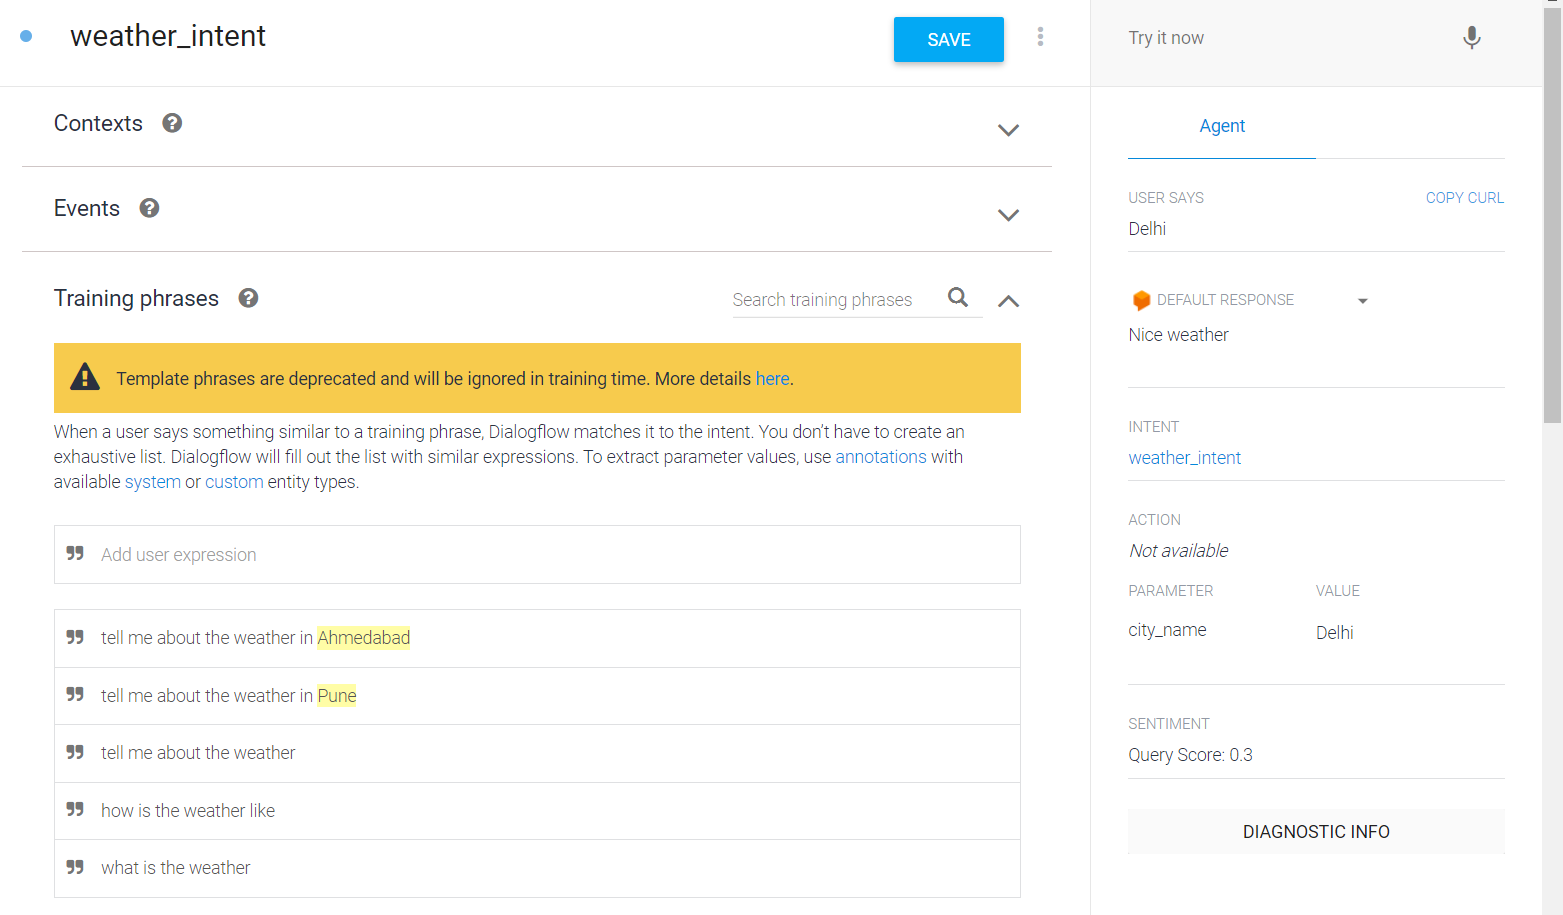 weather_intent
SAVE
Contexts
Events
Training phrases
Search training phrases
Template phrases are deprecated and will be ignored in training time. More details here.
When a user says something similar to a training phrase, Dialogflow matches it to the intent. You don’t have to create an
exhaustive list. Dialogflow will fill out the list with similar expressions. To extract parameter values, use annotations with
available system or custom entity types.
Add user expression
tell me about the weather in Ahmedabad
tell me about the weather in Pune
tell me about the weather
how is the weather like
what is the weather
Try it now
Agent
USER SAYS COPY CURL
Delhi
DEFAULT RESPONSE
Nice weather
INTENT
weather_intent
ACTION
Not available
PARAMETER VALUE
city_name Delhi
SENTIMENT
Query Score: 0.3
DIAGNOSTIC INFO